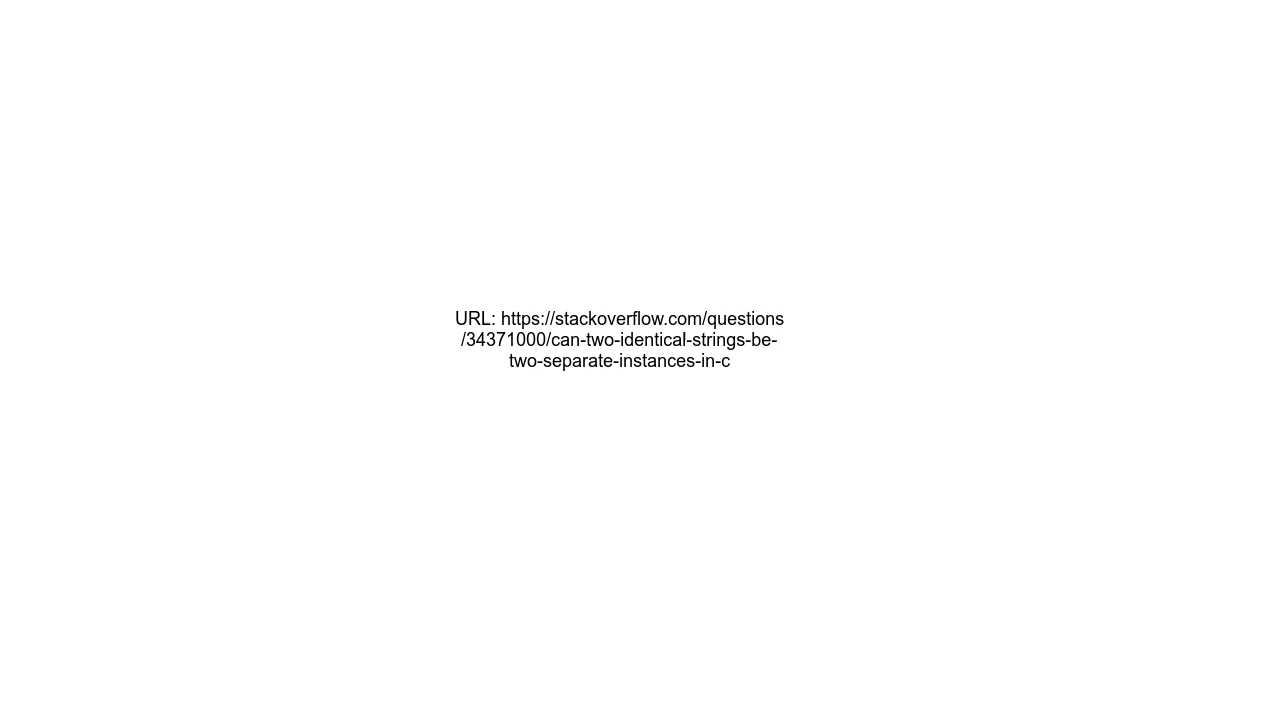 URL: https://stackoverflow.com/questions
/34371000/can-two-identical-strings-be-
two-separate-instances-in-c